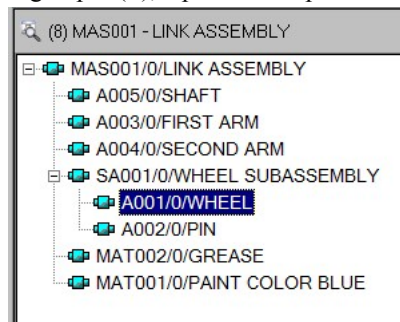 (8) MAS001 - LINK ASSEMBLY
MAS001/0/LINK ASSEMBLY
A005/0/SHAFT
A003/0/FIRST ARM
A004/0/SECOND ARM
SA001/0/WHEEL SUBASSEMBLY
A001/0/WHEEL
A002/0/PIN
MAT002/0/GREASE
MAT001/0/PAINT COLOR BLUE